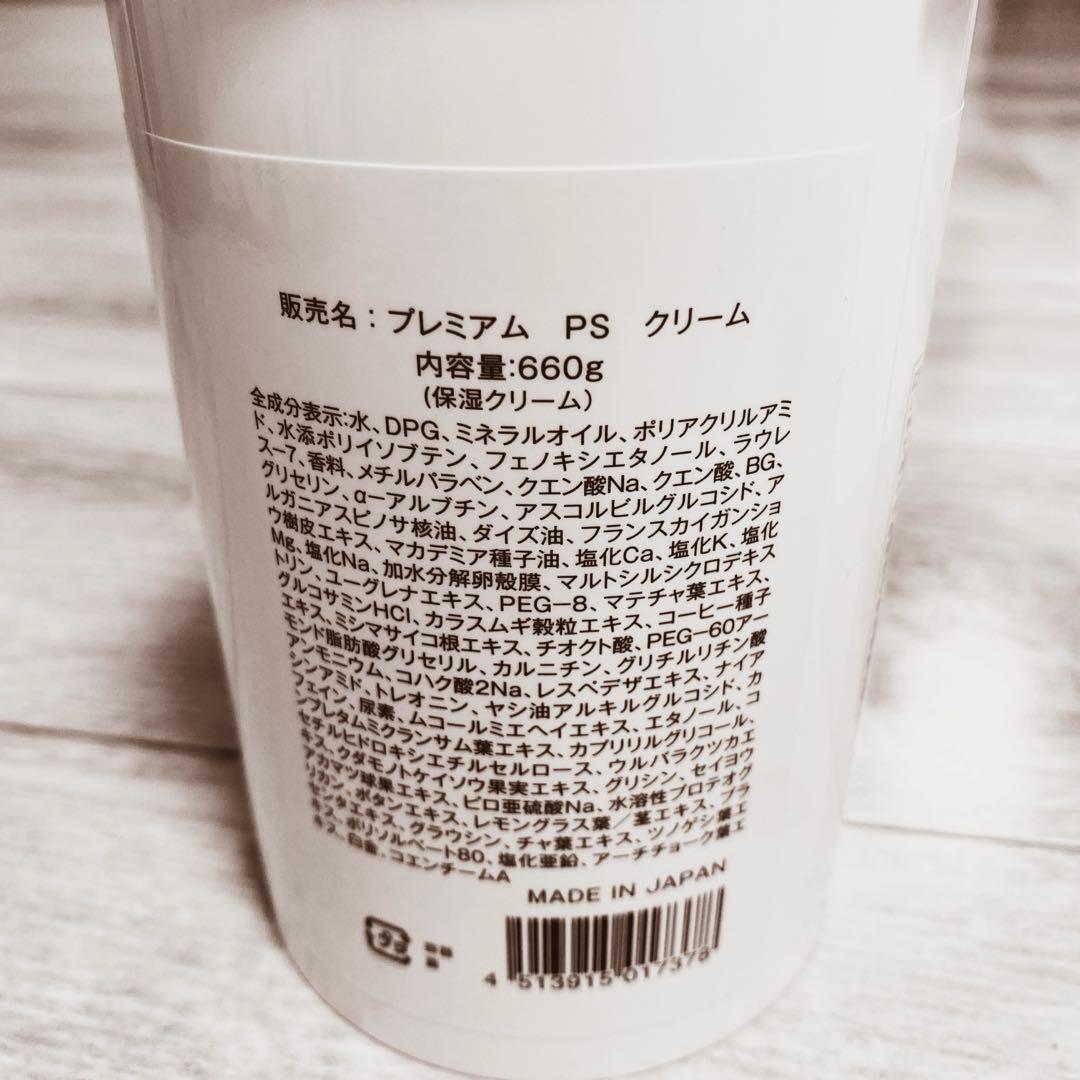 販売名：プレミアム PS クリーム
内容量:660g
(保湿クリーム)
全成分表示:水、DPG、ミネラルオイル、ポリアクリルアミ
ド、水添ポリイソブテン、フェノキシエタノール、ラウレ
ス−7、香料、メチルパラベン、クエン酸Na、クエン酸、BG、
グリセリン、α−アルブチン、アスコルビルグルコシド、ア
ルガニアスピノサ核油、ダイズ油、フランスカイガンショ
ウ樹皮エキス、マカデミア種子油、塩化Ca、塩化K、塩化
Mg、塩化Na、加水分解卵殻膜、マルトシルシクロデキス
トリン、ユーグレナエキス、PEG−8、マテチャ葉エキス、
グルコサミンHCl、カラスムギ穀粒エキス、コーヒー種子
エキス、ミシマサイコ根エキス、チオクト酸、PEG−60アー
モンド脂肪酸グリセリル、カルニチン、グリチルリチン酸
アンモニウム、コハク酸2Na、レスペデザエキス、ナイア
シンアミド、トレオニン、ヤシ油アルキルグルコシド、カ
フェイン、尿素、ムコールミエヘイエキス、エタノール、コ
ンフレタムミクランサム葉エキス、カプリリルグリコール、
セチルヒドロキシエチルセルロース、ウルバラクツカエ
キス、クダモノトケイソウ果実エキス、グリシン、セイヨウ
アカマツ球果エキス、ピロ亜硫酸Na、水溶性プロテオグ
リカン、ボタンエキス、レモングラス葉／茎エキス、プラ
センタエキス、グラウシン、チャ葉エキス、ツノゲシ葉エ
キス、ポリソルベート80、塩化亜鉛、アーチチョーク葉エ
キス、白金、コエンチームA
MADE IN JAPAN
プラ
4 513915 017378